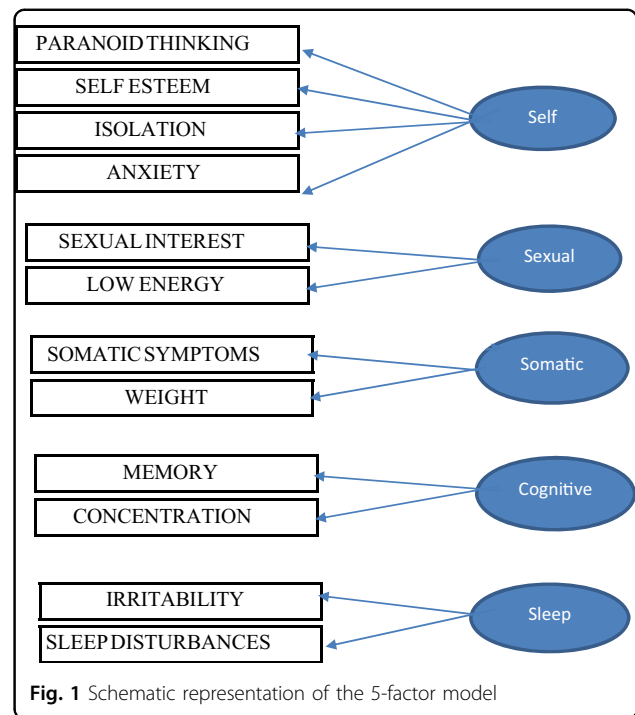 PARANOID THINKING
SELF ESTEEM
ISOLATION
ANXIETY
Self
SEXUAL INTEREST
LOW ENERGY
Sexual
SOMATIC SYMPTOMS
WEIGHT
Somatic
MEMORY
CONCENTRATION
Cognitive
IRRITABILITY
SLEEP DISTURBANCES
Sleep
Fig. 1 Schematic representation of the 5-factor model